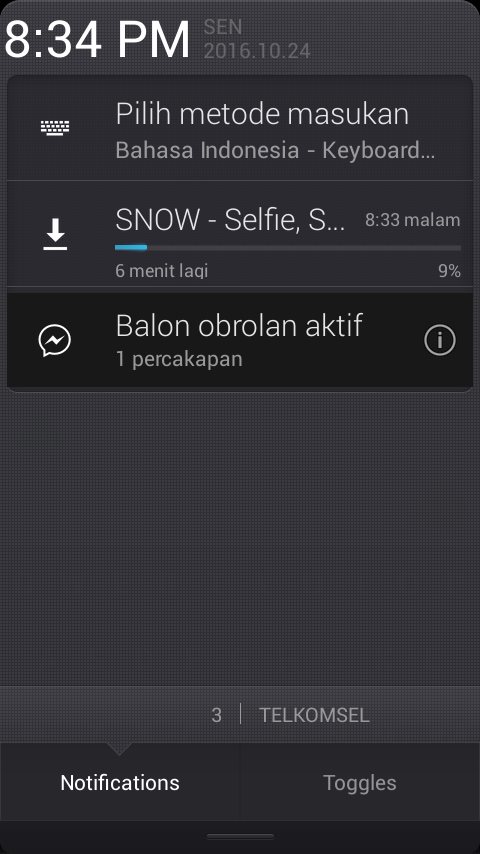 8:34 PM
SEN
2016.10.24
Pilih metode masukan
Bahasa Indonesia - Keyboard...
SNOW - Selfie, S... 8:33 malam
6 menit lagi 9%
Balon obrolan aktif
1 percakapan
3 | TELKOMSEL
Notifications Toggles